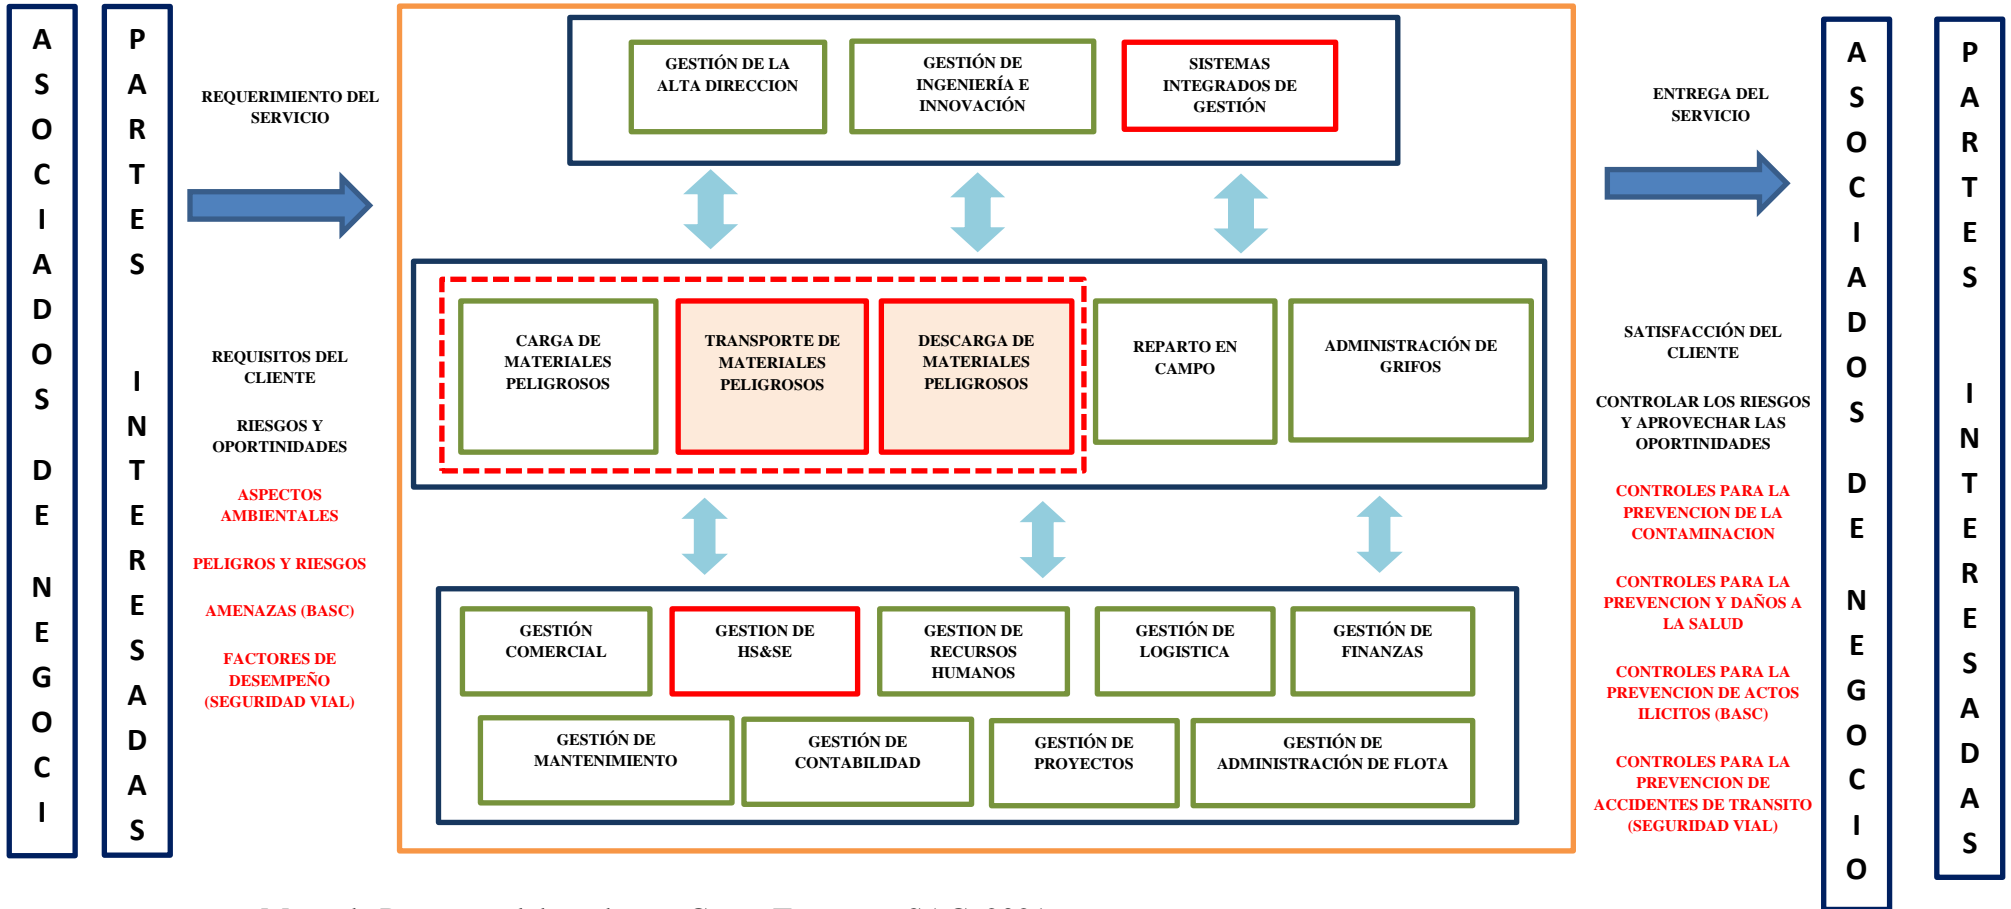 ASOCIADOS DE NEGOCI
PARTES INTERESADAS
REQUERIMIENTO DEL
SERVICIO
REQUISITOS DEL
CLIENTE
RIESGOS Y
OPORTINIDADES
ASPECTOS
AMBIENTALES
PELIGROS Y RIESGOS
AMENAZAS (BASC)
FACTORES DE
DESEMPEÑO
(SEGURIDAD VIAL)
GESTIÓN DE LA
ALTA DIRECCION
GESTIÓN DE
INGENIERÍA E
INNOVACIÓN
SISTEMAS
INTEGRADOS DE
GESTIÓN
CARGA DE
MATERIALES
PELIGROSOS
TRANSPORTE DE
MATERIALES
PELIGROSOS
DESCARGA DE
MATERIALES
PELIGROSOS
REPARTO EN
CAMPO
ADMINISTRACIÓN DE
GRIFOS
GESTIÓN
COMERCIAL
GESTION DE
HS&SE
GESTION DE
RECURSOS
HUMANOS
GESTIÓN DE
LOGISTICA
GESTIÓN DE
FINANZAS
GESTIÓN DE
MANTENIMIENTO
GESTIÓN DE
CONTABILIDAD
GESTIÓN DE
PROYECTOS
GESTIÓN DE
ADMINISTRACIÓN DE FLOTA
ENTREGA DEL
SERVICIO
SATISFACCIÓN DEL
CLIENTE
CONTROLAR LOS RIESGOS
Y APROVECHAR LAS
OPORTINIDADES
CONTROLES PARA LA
PREVENCION DE LA
CONTAMINACION
CONTROLES PARA LA
PREVENCION Y DAÑOS A
LA SALUD
CONTROLES PARA LA
PREVENCION DE ACTOS
ILICITOS (BASC)
CONTROLES PARA LA
PREVENCION DE
ACCIDENTES DE TRANSITO
(SEGURIDAD VIAL)
ASOCIADOS DE NEGOCIO
PARTES INTERESADAS